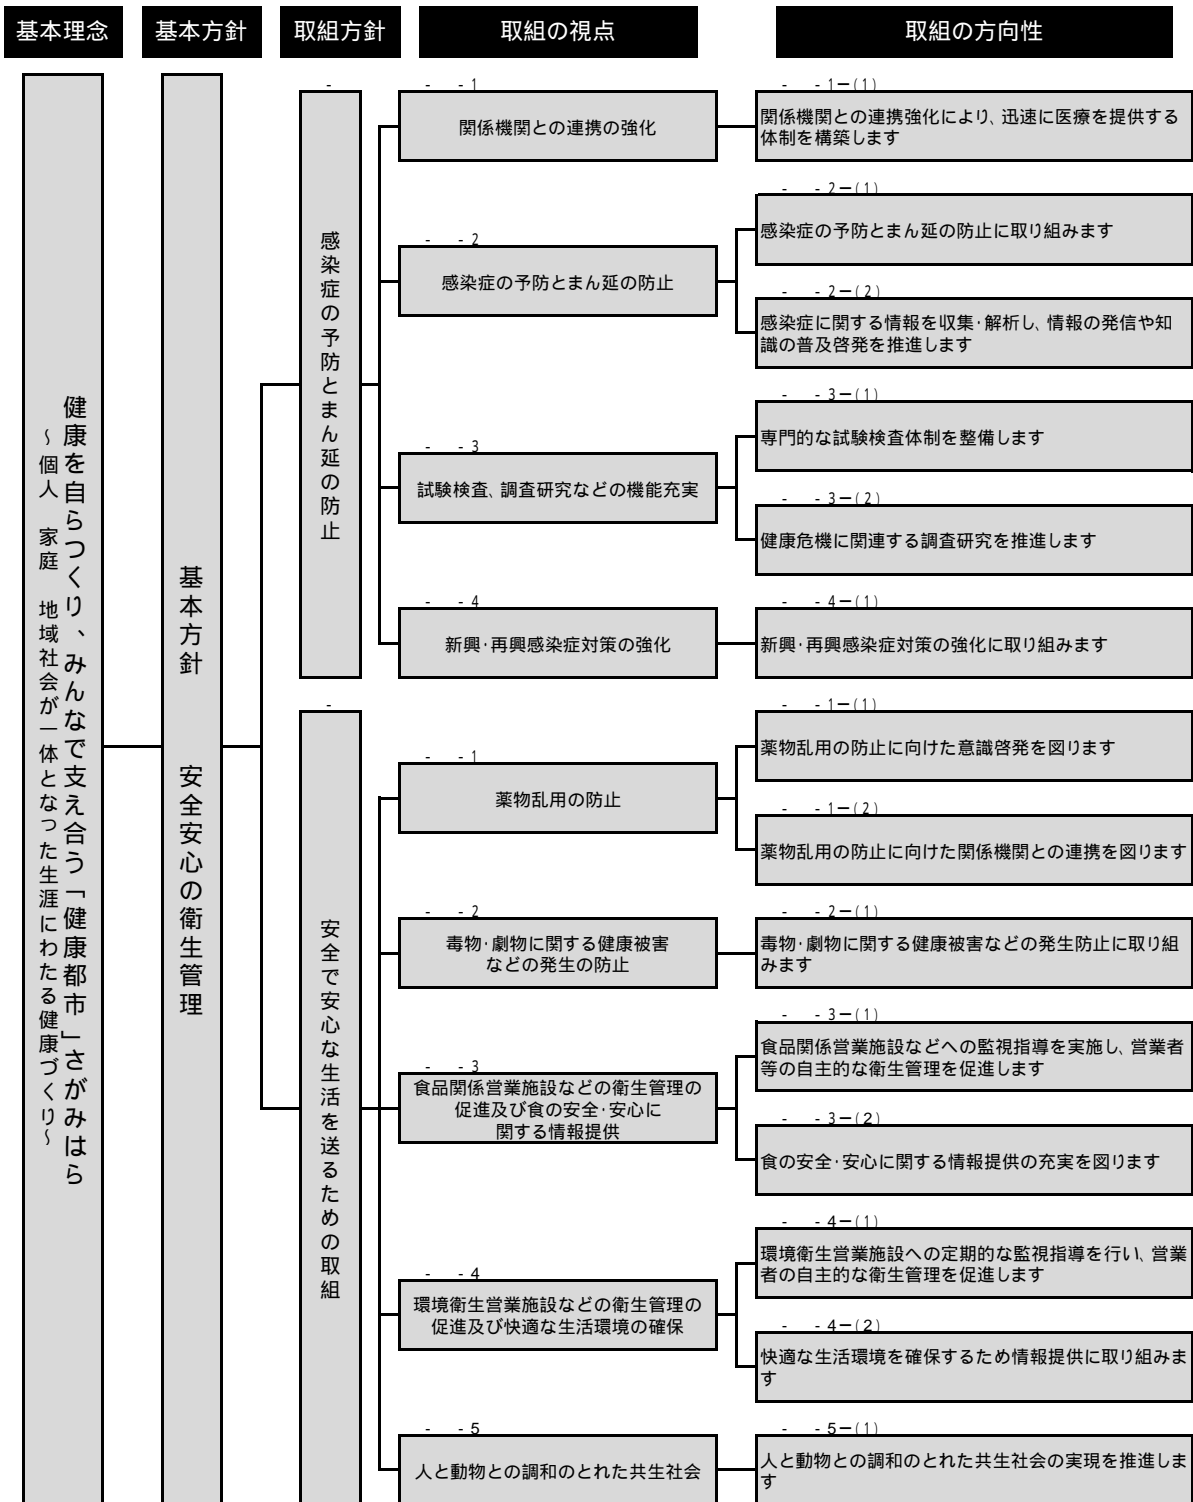 基本理念
基本方針
取組方針
取組の視点
取組の方向性
健康を自らつくり、みんなで支え合う「健康都市」さがみはら
～個人　家庭　地域社会が一体となった生涯にわたる健康づくり～
基本方針　　安全安心の衛生管理
-
感染症の予防とまん延の防止
- - 1
関係機関との連携の強化
- - 1－(1)
関係機関との連携強化により、迅速に医療を提供する
体制を構築します
- - 2
感染症の予防とまん延の防止
- - 2－(1)
感染症の予防とまん延の防止に取り組みます
- - 2－(2)
感染症に関する情報を収集・解析し、情報の発信や知
識の普及啓発を推進します
- - 3
試験検査、調査研究などの機能充実
- - 3－(1)
専門的な試験検査体制を整備します
- - 3－(2)
健康危機に関連する調査研究を推進します
- - 4
新興・再興感染症対策の強化
- - 4－(1)
新興・再興感染症対策の強化に取り組みます
-
安全で安心な生活を送るための取組
- - 1
薬物乱用の防止
- - 1－(1)
薬物乱用の防止に向けた意識啓発を図ります
- - 1－(2)
薬物乱用の防止に向けた関係機関との連携を図ります
- - 2
毒物・劇物に関する健康被害
などの発生の防止
- - 2－(1)
毒物・劇物に関する健康被害などの発生防止に取り組
みます
- - 3
食品関係営業施設などの衛生管理の
促進及び食の安全・安心に
関する情報提供
- - 3－(1)
食品関係営業施設などへの監視指導を実施し、営業者
等の自主的な衛生管理を促進します
- - 3－(2)
食の安全・安心に関する情報提供の充実を図ります
- - 4
環境衛生営業施設などの衛生管理の
促進及び快適な生活環境の確保
- - 4－(1)
環境衛生営業施設への定期的な監視指導を行い、営業
者の自主的な衛生管理を促進します
- - 4－(2)
快適な生活環境を確保するため情報提供に取り組みま
す
- - 5
人と動物との調和のとれた共生社会
- - 5－(1)
人と動物との調和のとれた共生社会の実現を推進しま
す